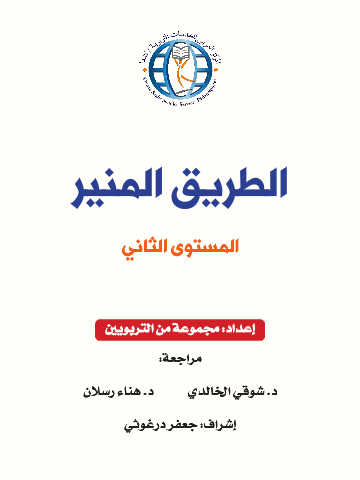 الطريق المنير
المستوى الثاني
إعداد: مجموعة من التربويين
مراجعة:
د. شوقي الخالدي د. هناء رسلان
إشراف: جعفر درغوثي